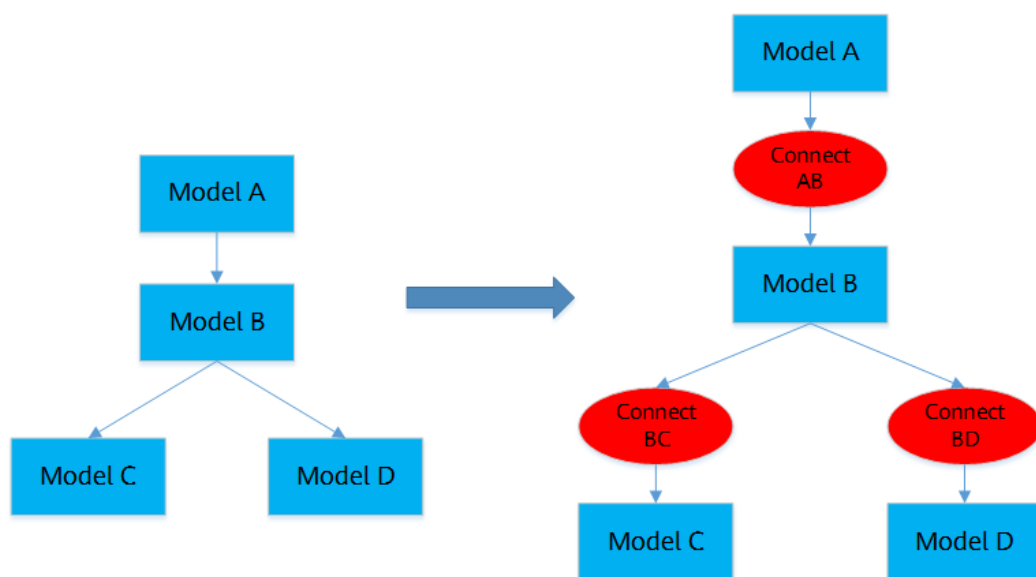 Model A
Model B
Model C
Model D
Model A
Connect
AB
Model B
Connect
BC
Connect
BD
Model C
Model D